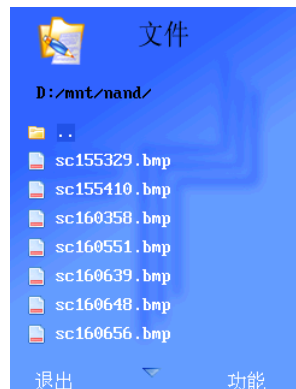 文件
D:/mnt/nand/
..
sc155329.bmp
sc155410.bmp
sc160358.bmp
sc160551.bmp
sc160639.bmp
sc160648.bmp
sc160656.bmp
退出 功能